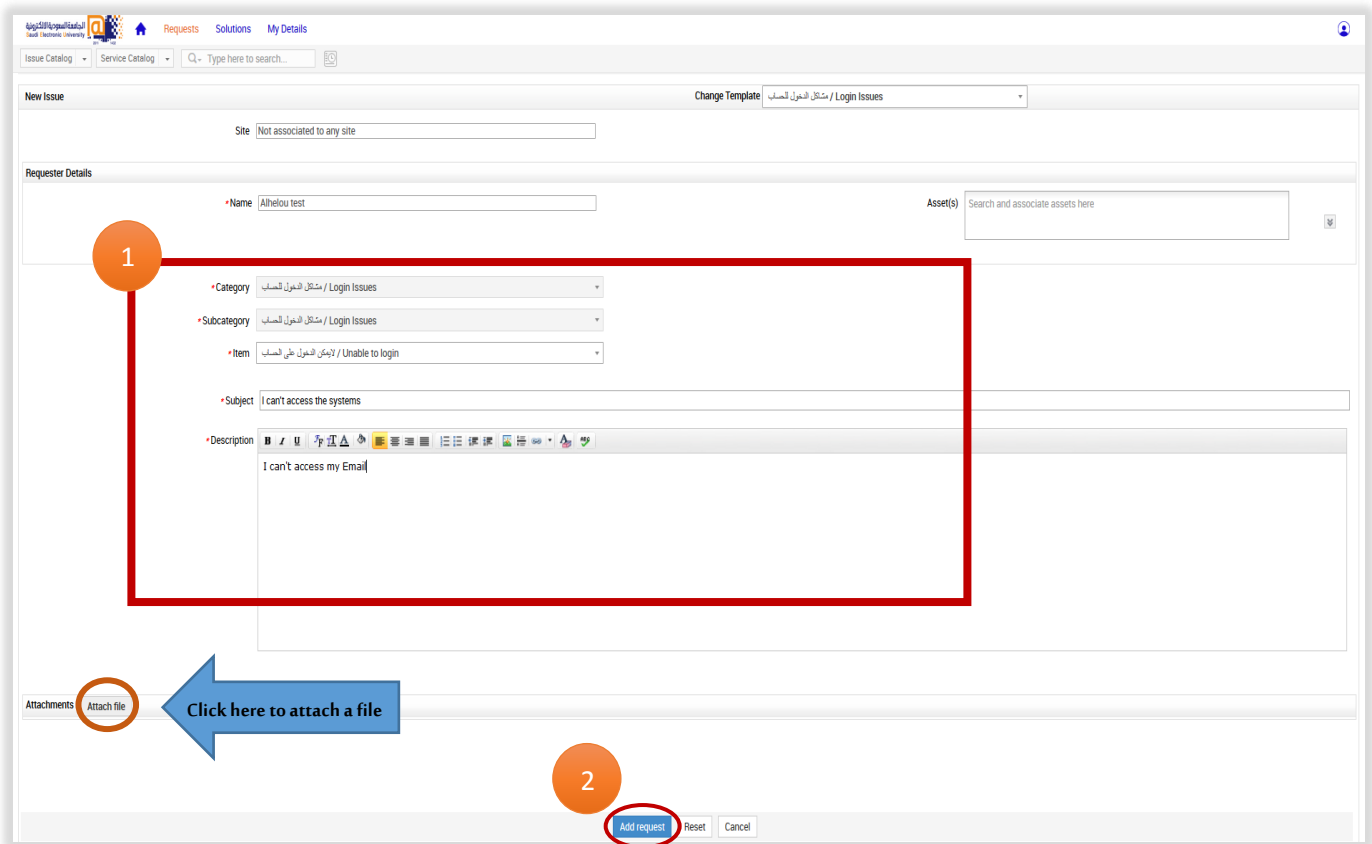 الجامعة السعودية الالكترونية
Saudi Electronic University
Requests Solutions My Details
Issue Catalog Service Catalog Type here to search...
New Issue
Change Template مشاكل الدخول للحساب / Login Issues
Site Not associated to any site
Requester Details
*Name Alhelou test
Asset(s) Search and associate assets here
1
*Category مشاكل الدخول للحساب / Login Issues
*Subcategory مشاكل الدخول للحساب / Login Issues
*Item لايمكن الدخول على الحساب / Unable to login
*Subject I can't access the systems
*Description B I U
I can't access my Email
Attachments Attach file
Click here to attach a file
2
Add request Reset Cancel